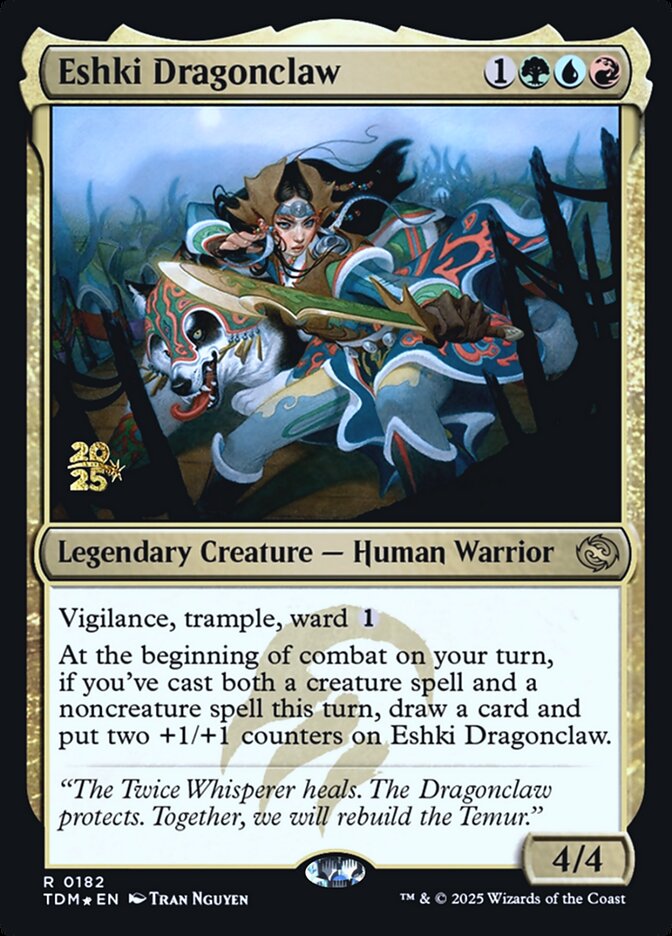 Eshki Dragonclaw 1
20
25
Legendary Creature — Human Warrior
Vigilance, trample, ward 1
At the beginning of combat on your turn,
if you've cast both a creature spell and a
noncreature spell this turn, draw a card and
put two +1/+1 counters on Eshki Dragonclaw.
“The Twice Whisperer heals. The Dragonclaw
protects. Together, we will rebuild the Temur.”
4/4
R 0182
TDM★EN Tran Nguyen
™ & © 2025 Wizards of the Coast